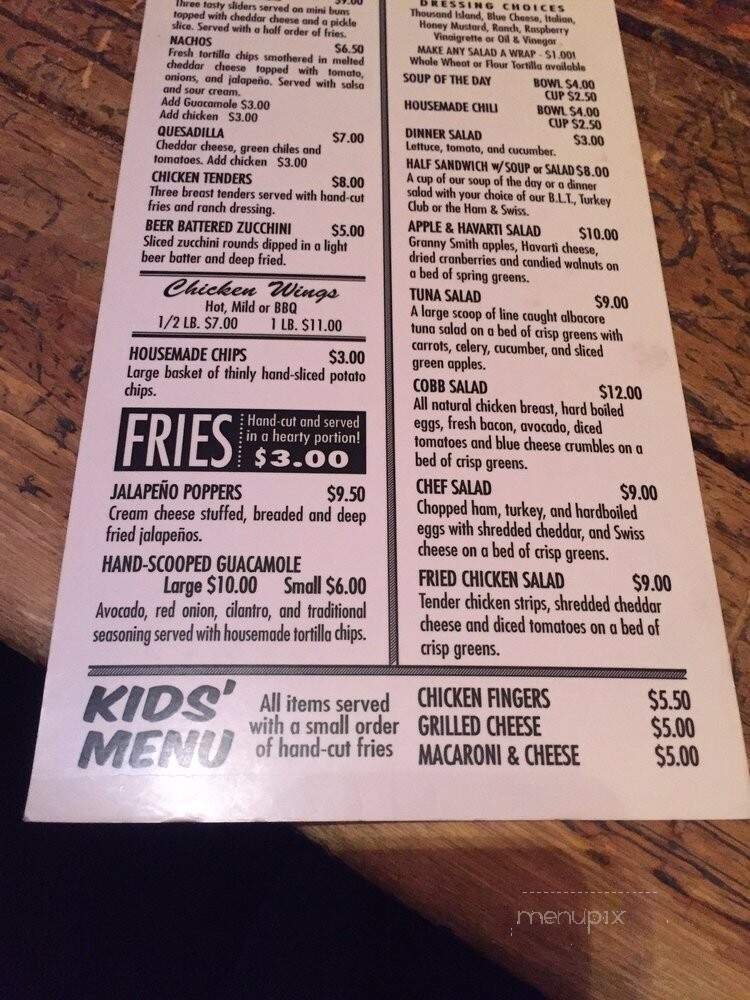 $9.00
Three tasty sliders served on mini buns
topped with cheddar cheese and a pickle
slice. Served with a half order of fries.
NACHOS $6.50
Fresh tortilla chips smothered in melted
cheddar cheese topped with tomato,
onions, and jalapeño. Served with salsa
and sour cream.
Add Guacamole $3.00
Add chicken $3.00
QUESADILLA $7.00
Cheddar cheese, green chiles and
tomatoes. Add chicken $3.00
CHICKEN TENDERS $8.00
Three breast tenders served with hand-cut
fries and ranch dressing.
BEER BATTERED ZUCCHINI $5.00
Sliced zucchini rounds dipped in a light
beer batter and deep fried.
Chicken Wings
Hot, Mild or BBQ
1/2 LB. $7.00 1 LB. $11.00
HOUSEMADE CHIPS $3.00
Large basket of thinly hand-sliced potato
chips.
FRIES Hand-cut and served
in a hearty portion!
$3.00
JALAPEÑO POPPERS $9.50
Cream cheese stuffed, breaded and deep
fried jalapeños.
HAND-SCOOPED GUACAMOLE
Large $10.00 Small $6.00
Avocado, red onion, cilantro, and traditional
seasoning served with housemade tortilla chips.
DRESSING CHOICES
Thousand Island, Blue Cheese, Italian,
Honey Mustard, Ranch, Raspberry
Vinaigrette or Oil & Vinegar
MAKE ANY SALAD A WRAP - $1.00!
Whole Wheat or Flour Tortilla available
SOUP OF THE DAY BOWL $4.00
CUP $2.50
HOUSEMADE CHILI BOWL $4.00
CUP $2.50
DINNER SALAD $3.00
Lettuce, tomato, and cucumber.
HALF SANDWICH W/SOUP or SALAD $8.00
A cup of our soup of the day or a dinner
salad with your choice of our B.L.T., Turkey
Club or the Ham & Swiss.
APPLE & HAVARTI SALAD $10.00
Granny Smith apples, Havarti cheese,
dried cranberries and candied walnuts on
a bed of spring greens.
TUNA SALAD $9.00
A large scoop of line caught albacore
tuna salad on a bed of crisp greens with
carrots, celery, cucumber, and sliced
green apples.
COBB SALAD $12.00
All natural chicken breast, hard boiled
eggs, fresh bacon, avocado, diced
tomatoes and blue cheese crumbles on a
bed of crisp greens.
CHEF SALAD $9.00
Chopped ham, turkey, and hardboiled
eggs with shredded cheddar, and Swiss
cheese on a bed of crisp greens.
FRIED CHICKEN SALAD $9.00
Tender chicken strips, shredded cheddar
cheese and diced tomatoes on a bed of
crisp greens.
KIDS'
MENU
All items served
with a small order
of hand-cut fries
CHICKEN FINGERS $5.50
GRILLED CHEESE $5.00
MACARONI & CHEESE $5.00
menupix